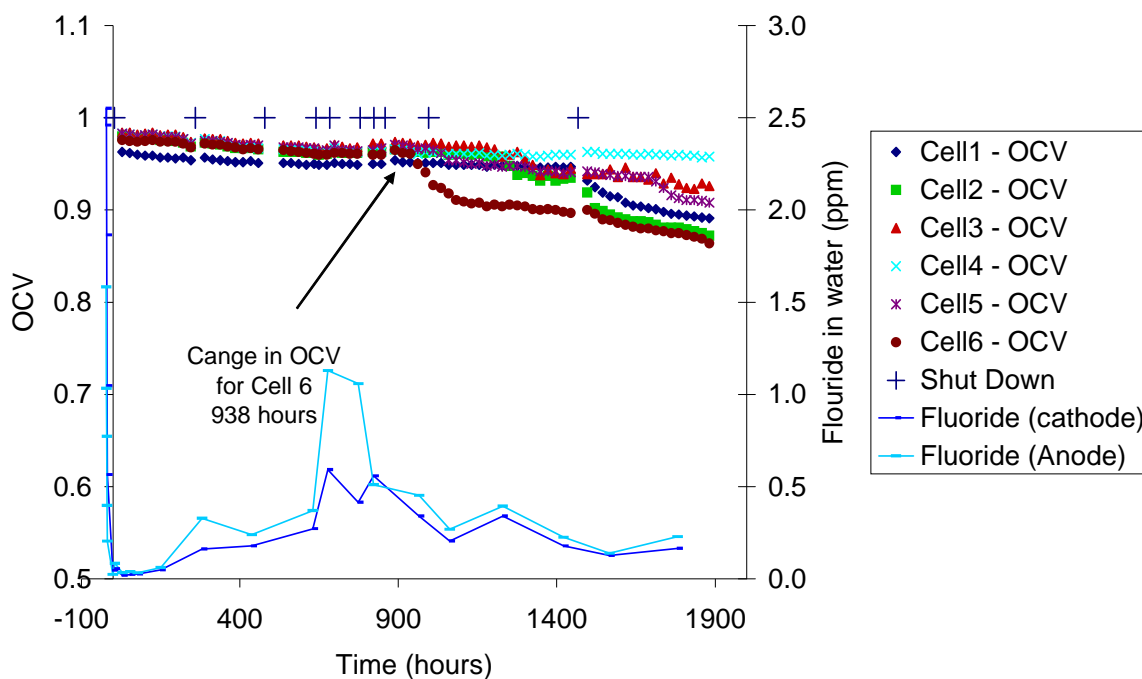 1.1
1
0.9
0.8
0.7
0.6
0.5
OCV
-100 400 900 1400 1900
Time (hours)
3.0
2.5
2.0
1.5
1.0
0.5
0.0
Flouride in water (ppm)
Cange in OCV
for Cell 6
938 hours
Cell1 - OCV
Cell2 - OCV
Cell3 - OCV
Cell4 - OCV
Cell5 - OCV
Cell6 - OCV
Shut Down
Fluoride (cathode)
Fluoride (Anode)